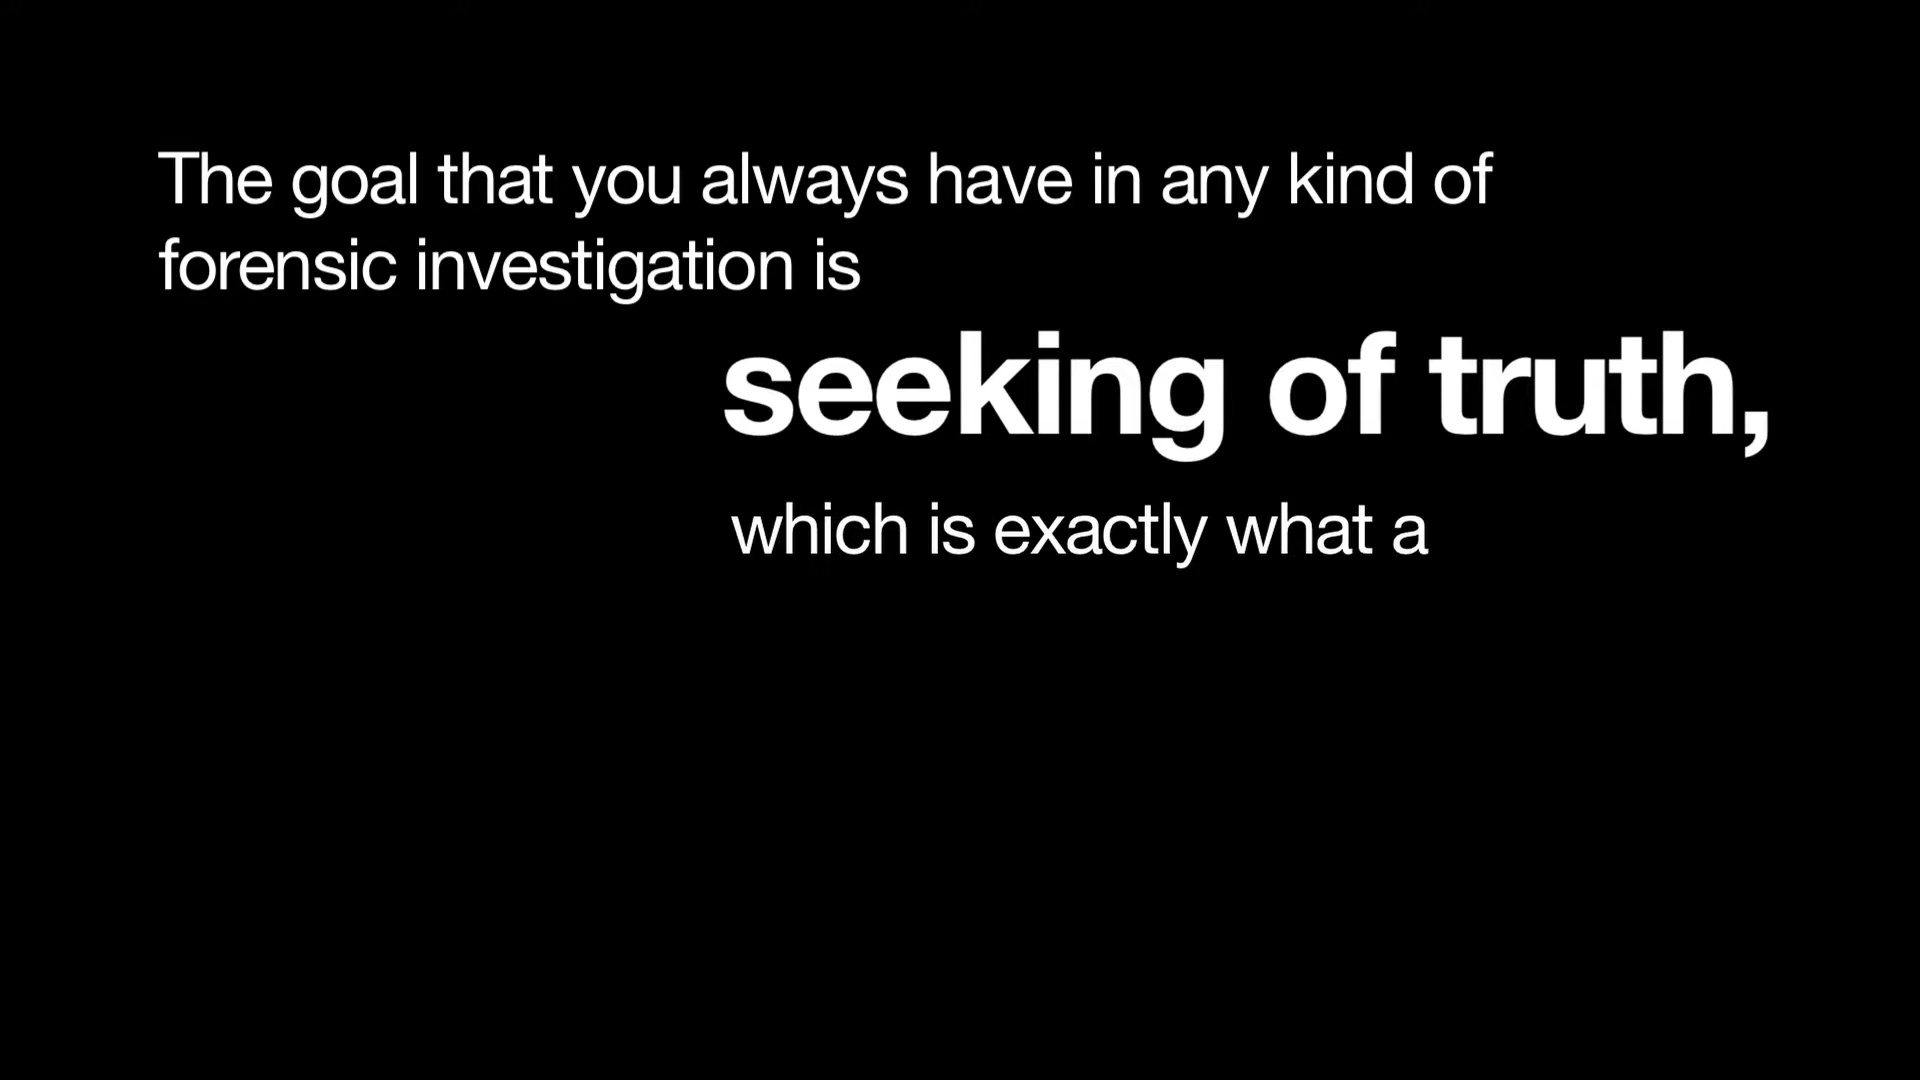 The goal that you always have in any kind of
forensic investigation is
seeking of truth,
which is exactly what a